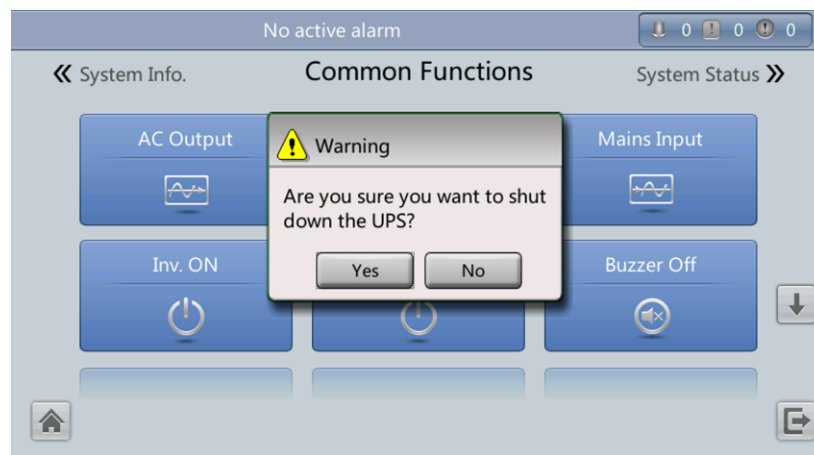 No active alarm
0 0 0
System Info.
Common Functions
System Status
AC Output
Mains Input
Warning
Are you sure you want to shut
down the UPS?
Yes No
Inv. ON
Buzzer Off